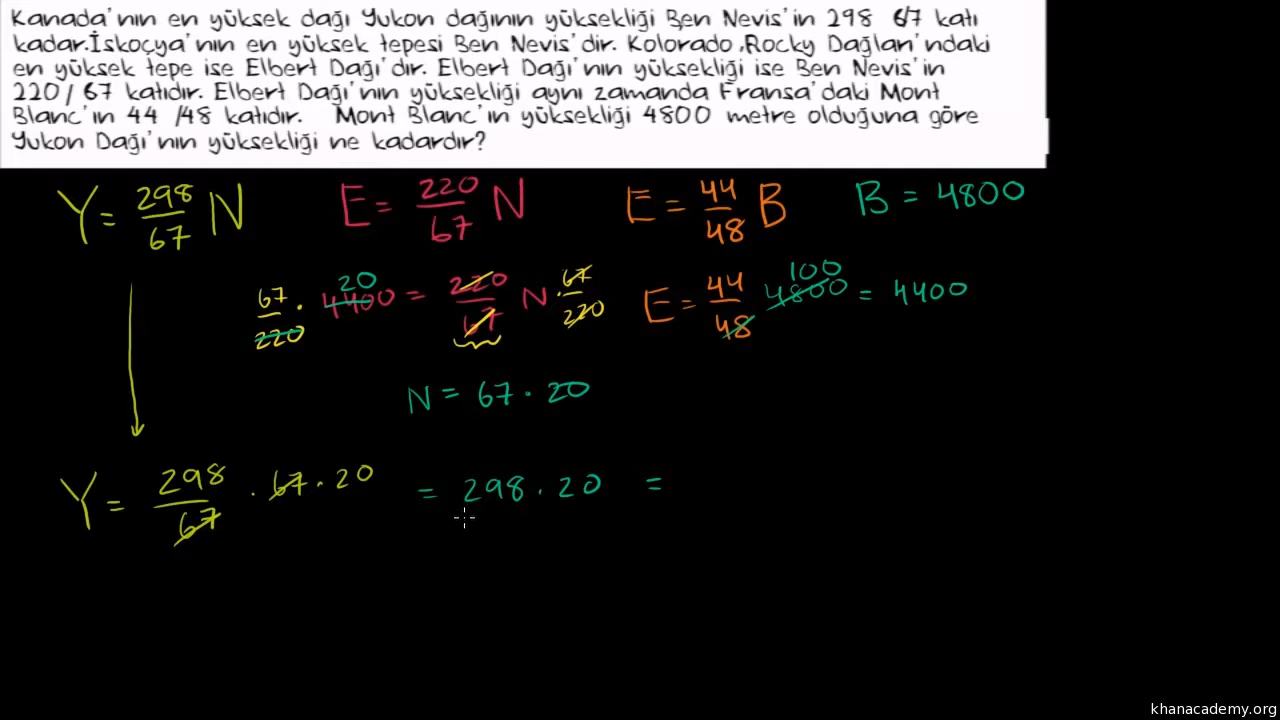 Kanada'nın en yüksek dağı Yukon dağının yüksekliği Ben Nevis'in 298 67 katı
kadar.İskoçya'nın en yüksek tepesi Ben Nevis'dir. Kolorado ,Rocky Dağları'ndaki
en yüksek tepe ise Elbert Dağı'dır. Elbert Dağı'nın yüksekliği ise Ben Nevis'in
220/ 67 katıdır. Elbert Dağı'nın yüksekliği aynı zamanda Fransa'daki Mont
Blanc'ın 44 /48 katıdır. Mont Blanc'ın yüksekliği 4800 metre olduğuna göre
Yukon Dağı'nın yüksekliği ne kadardır?
Y = 298/67 N E = 220/67 N E = 44/48 B B = 4800
67/220 · 4400 20 = 220/67 N · 67/220 E = 44/48 4800 100 = 4400
N = 67 · 20
Y = 298/67 · 67 · 20 = 298 · 20 =
khanacademy.org